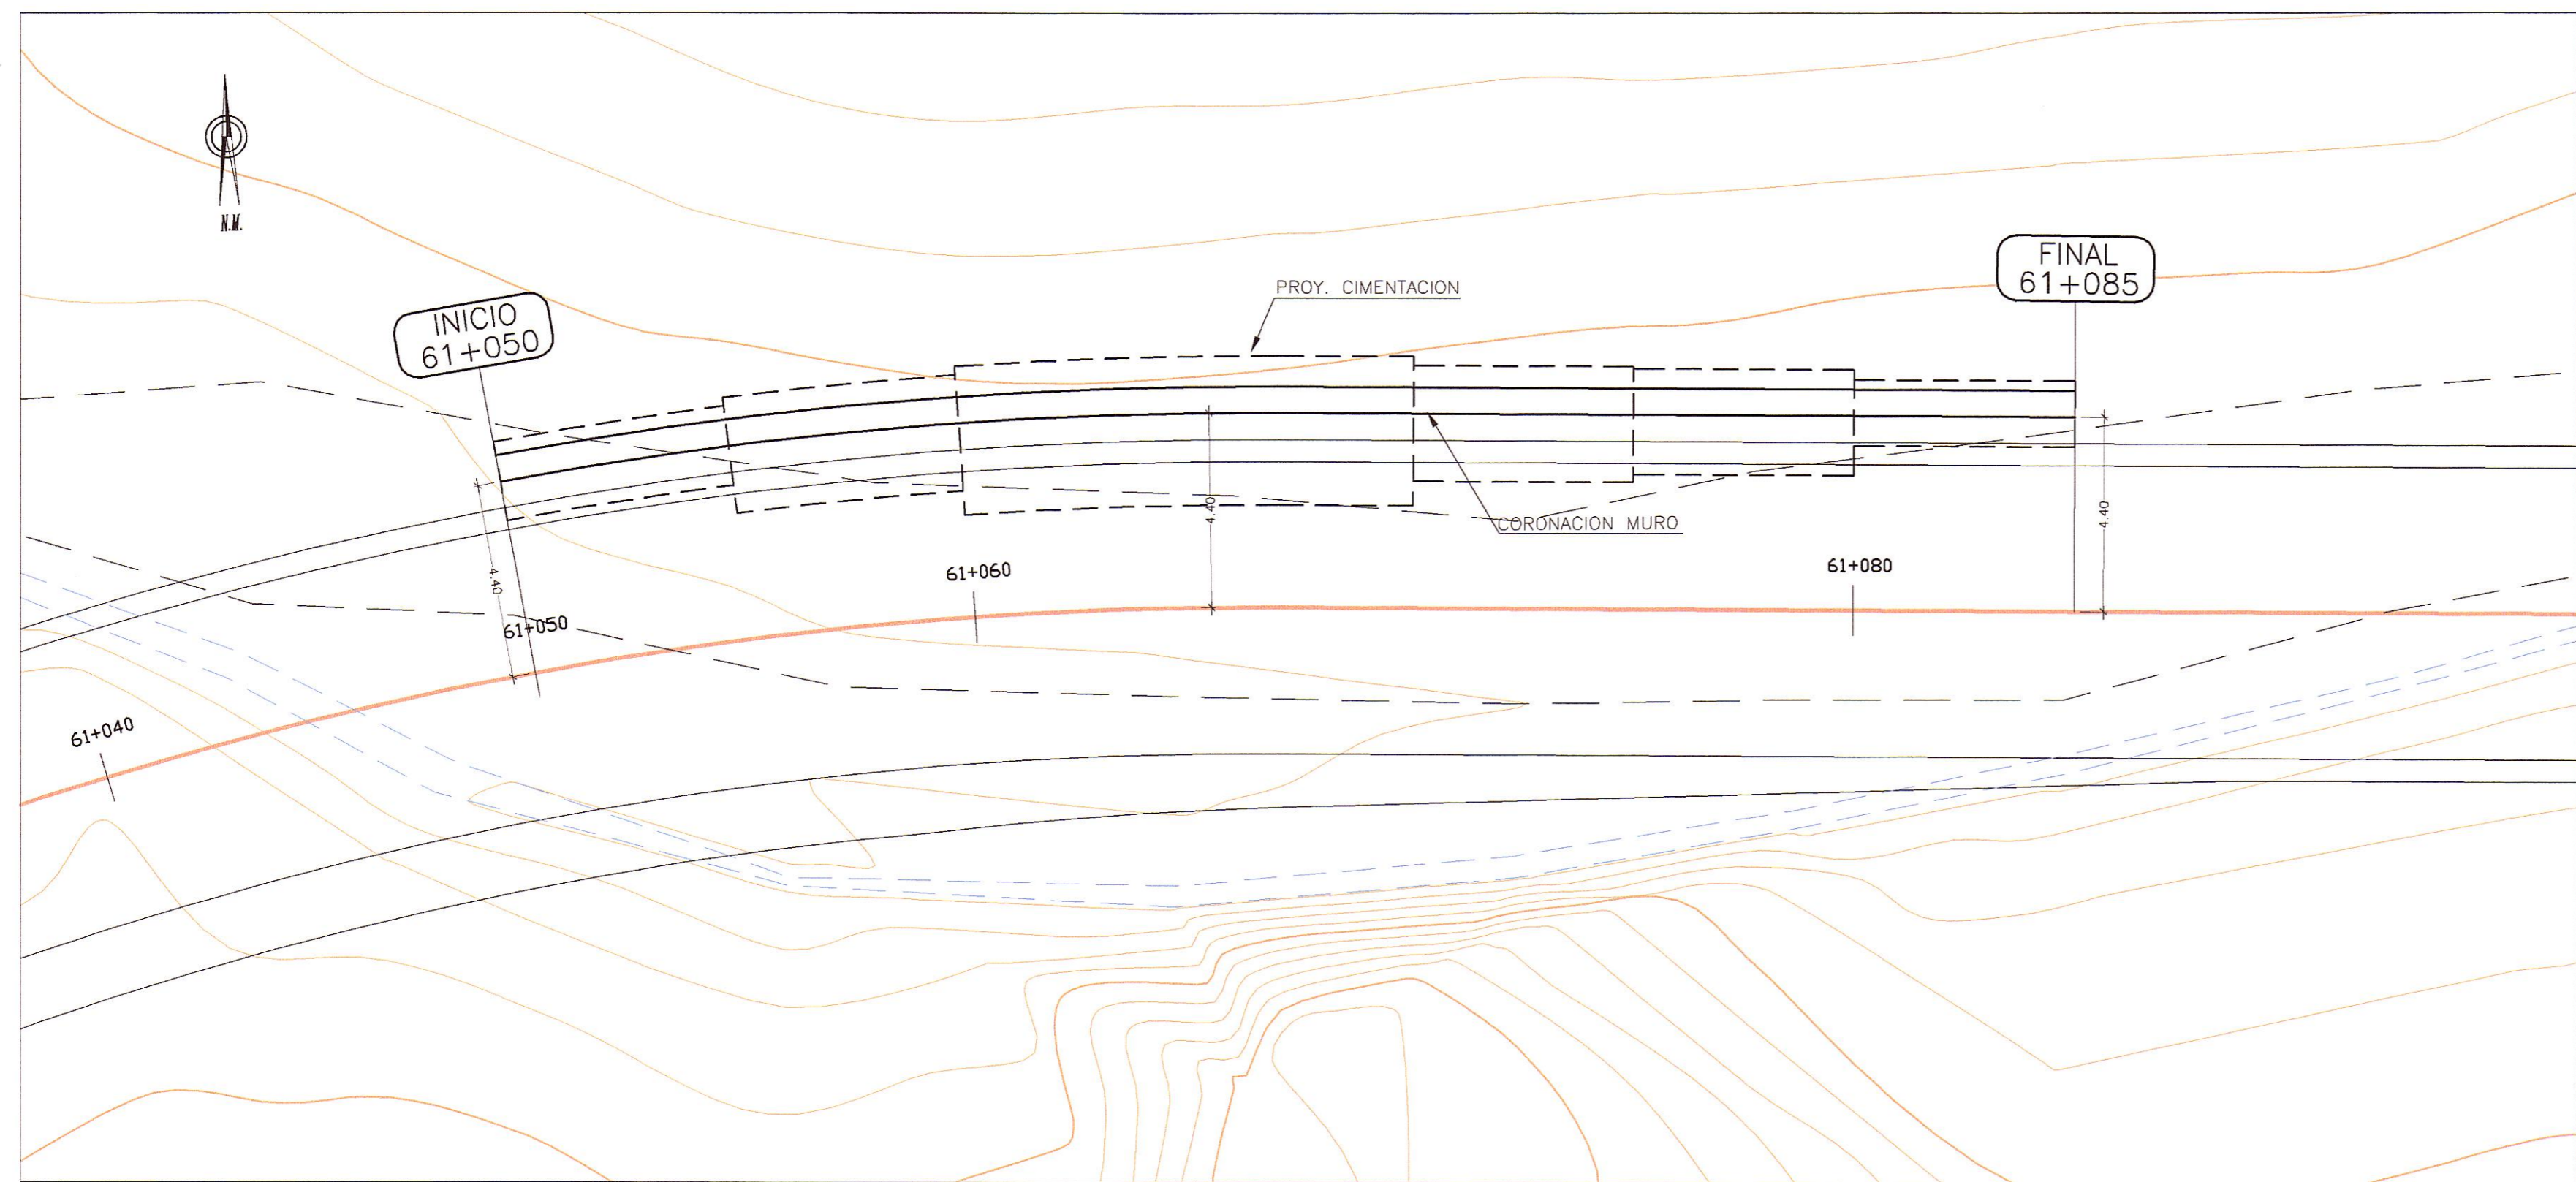 N.M.
FINAL
61+085
PROY. CIMENTACION
INICIO
61+050
4.40
4.40
CORONACION MURO
4.40
61+060
61+080
61+050
61+040